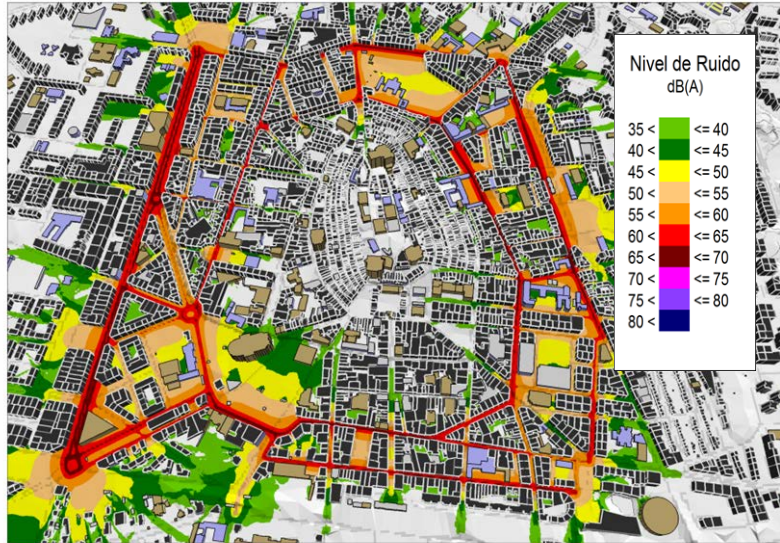 Nivel de Ruido
dB(A)
35 < <= 40
40 < <= 45
45 < <= 50
50 < <= 55
55 < <= 60
60 < <= 65
65 < <= 70
70 < <= 75
75 < <= 80
80 <